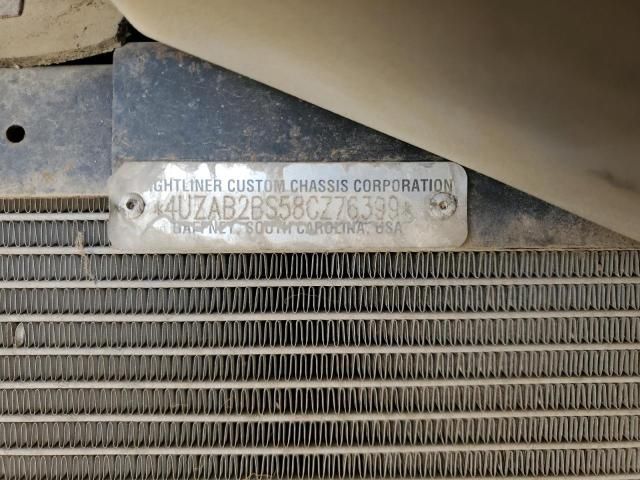 IGHTLINER CUSTOM CHASSIS CORPORATION
*4UZAB2BS58CZ76399*
GAFFNEY, SOUTH CAROLINA, USA